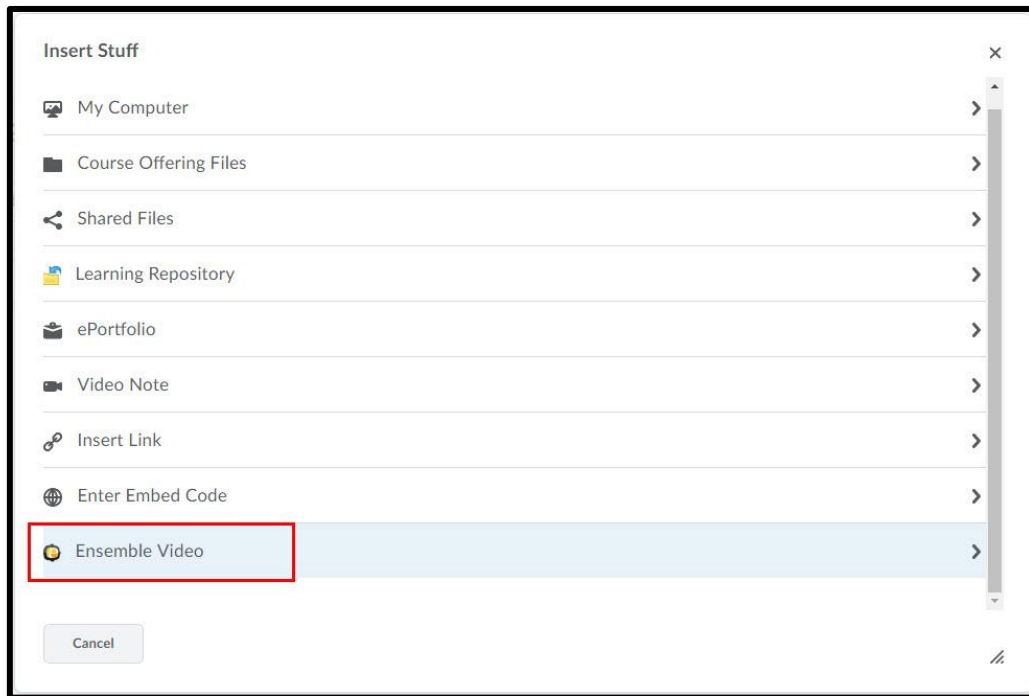 Insert Stuff
My Computer
Course Offering Files
Shared Files
Learning Repository
ePortfolio
Video Note
Insert Link
Enter Embed Code
Ensemble Video
Cancel